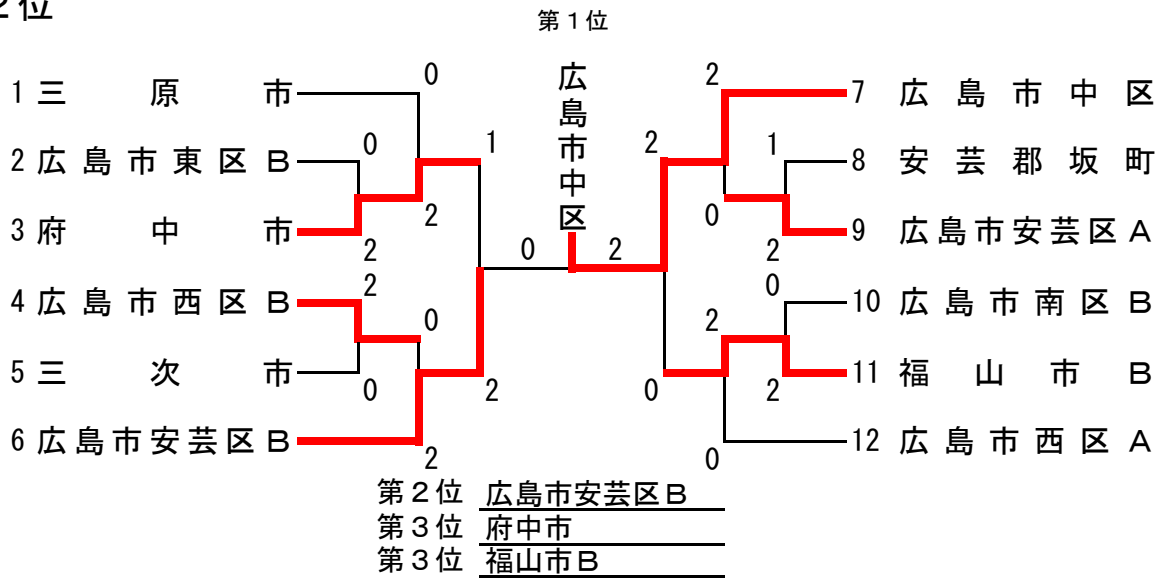 2位
第1位
広島市中区
0
2
1 三原市
7 広島市中区
0
1
2
1
2 広島市東区B
8 安芸郡坂町
2
0
3 府中市
9 広島市安芸区A
2
2
0
2
2
0
4 広島市西区B
10 広島市南区B
0
2
5 三次市
11 福山市B
0
2
0
2
6 広島市安芸区B
12 広島市西区A
2
0
第2位 広島市安芸区B
第3位 府中市
第3位 福山市B